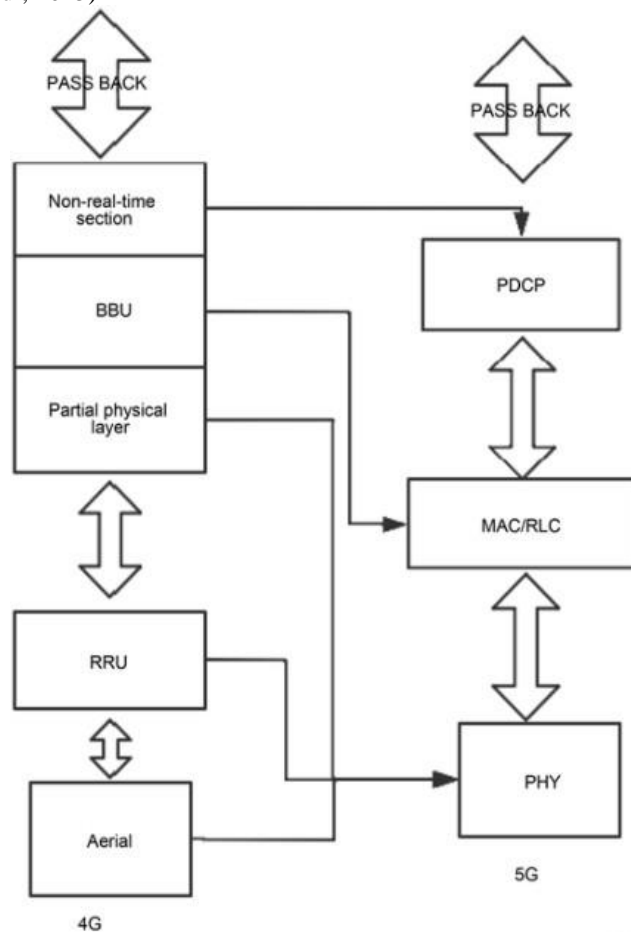 PASS BACK
Non-real-time
section
BBU
Partial physical
layer
RRU
Aerial
4G
PASS BACK
PDCP
MAC/RLC
PHY
5G